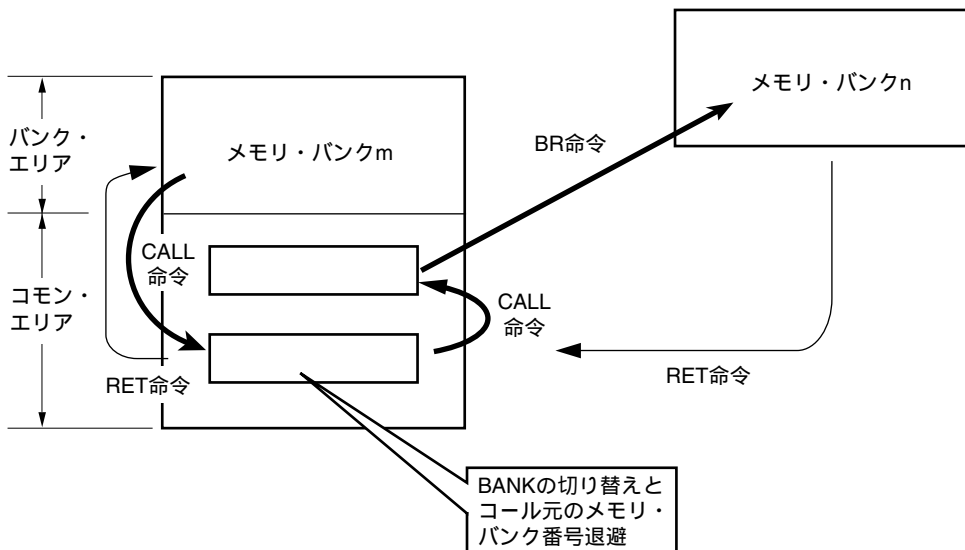 メモリ・バンクn
バンク・
エリア
メモリ・バンクm
BR命令
CALL
命令
コモン・
エリア
CALL
命令
RET命令
RET命令
BANKの切り替えと
コール元のメモリ・
バンク番号退避